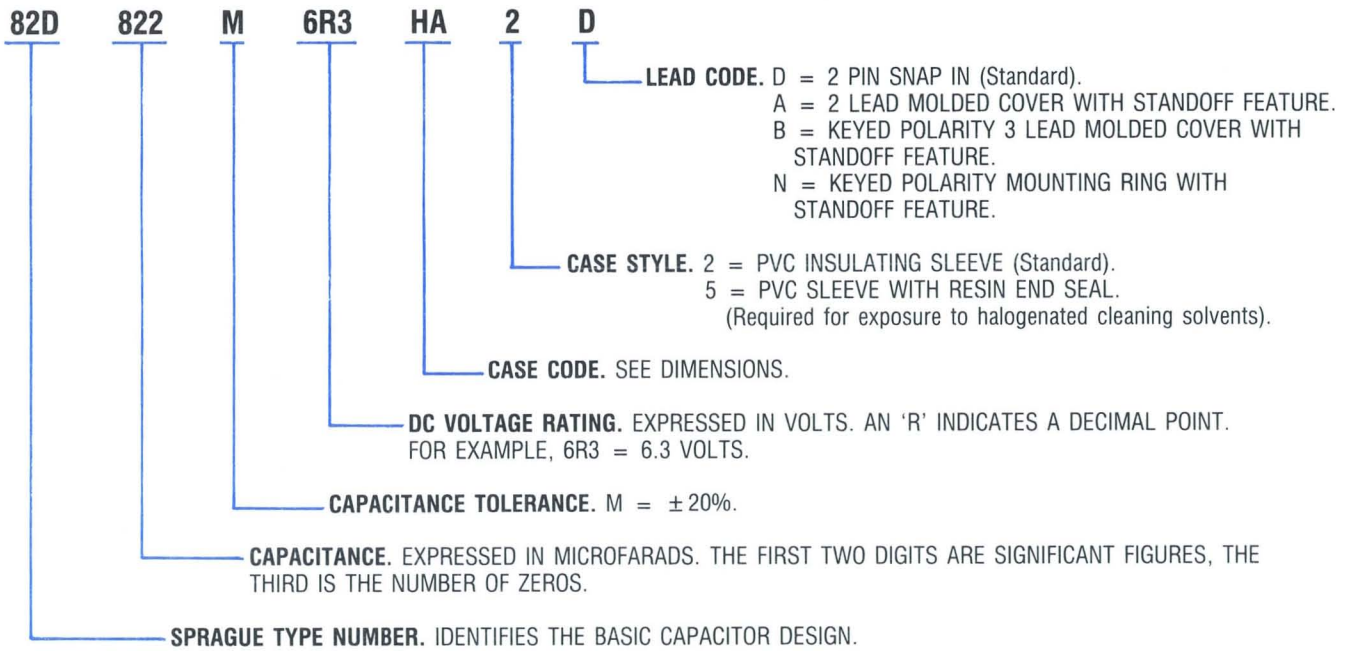 82D 822 M 6R3 HA 2 D
LEAD CODE. D = 2 PIN SNAP IN (Standard).
A = 2 LEAD MOLDED COVER WITH STANDOFF FEATURE.
B = KEYED POLARITY 3 LEAD MOLDED COVER WITH
STANDOFF FEATURE.
N = KEYED POLARITY MOUNTING RING WITH
STANDOFF FEATURE.
CASE STYLE. 2 = PVC INSULATING SLEEVE (Standard).
5 = PVC SLEEVE WITH RESIN END SEAL.
(Required for exposure to halogenated cleaning solvents).
CASE CODE. SEE DIMENSIONS.
DC VOLTAGE RATING. EXPRESSED IN VOLTS. AN ‘R’ INDICATES A DECIMAL POINT.
FOR EXAMPLE, 6R3 = 6.3 VOLTS.
CAPACITANCE TOLERANCE. M = ±20%.
CAPACITANCE. EXPRESSED IN MICROFARADS. THE FIRST TWO DIGITS ARE SIGNIFICANT FIGURES, THE
THIRD IS THE NUMBER OF ZEROS.
SPRAGUE TYPE NUMBER. IDENTIFIES THE BASIC CAPACITOR DESIGN.